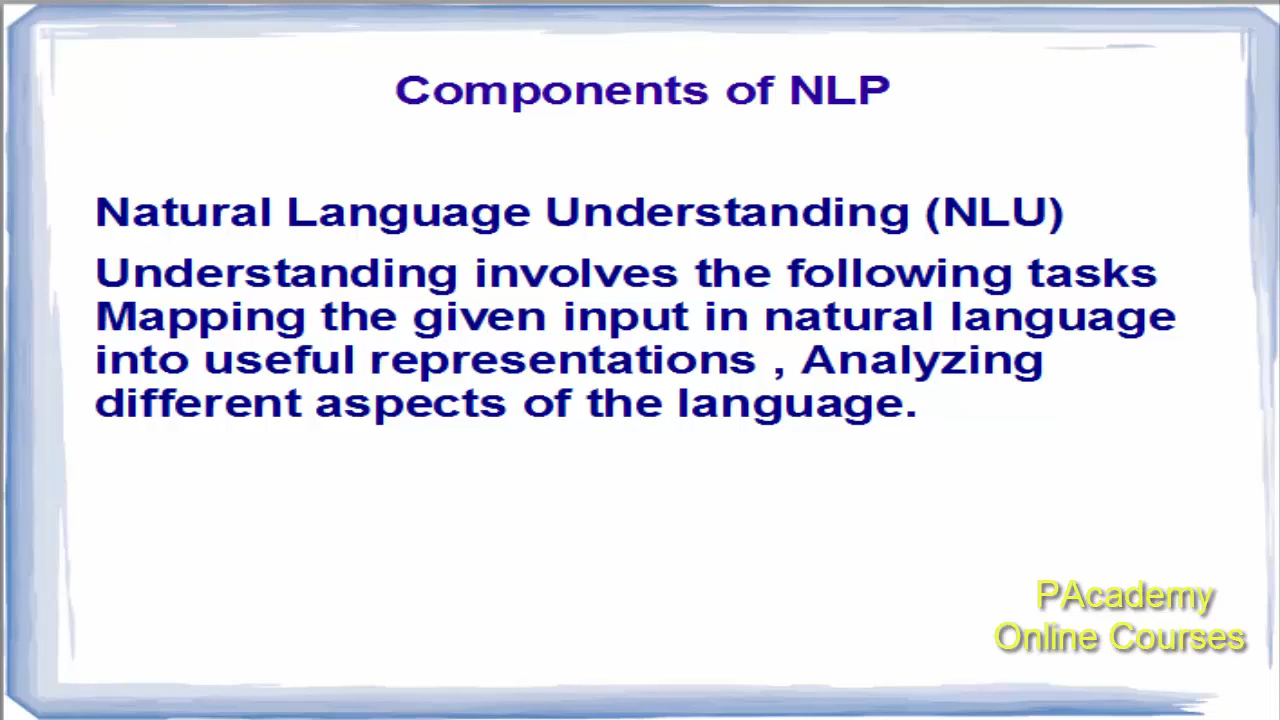 Components of NLP
Natural Language Understanding (NLU)
Understanding involves the following tasks
Mapping the given input in natural language
into useful representations , Analyzing
different aspects of the language.
PAcademy
Online Courses